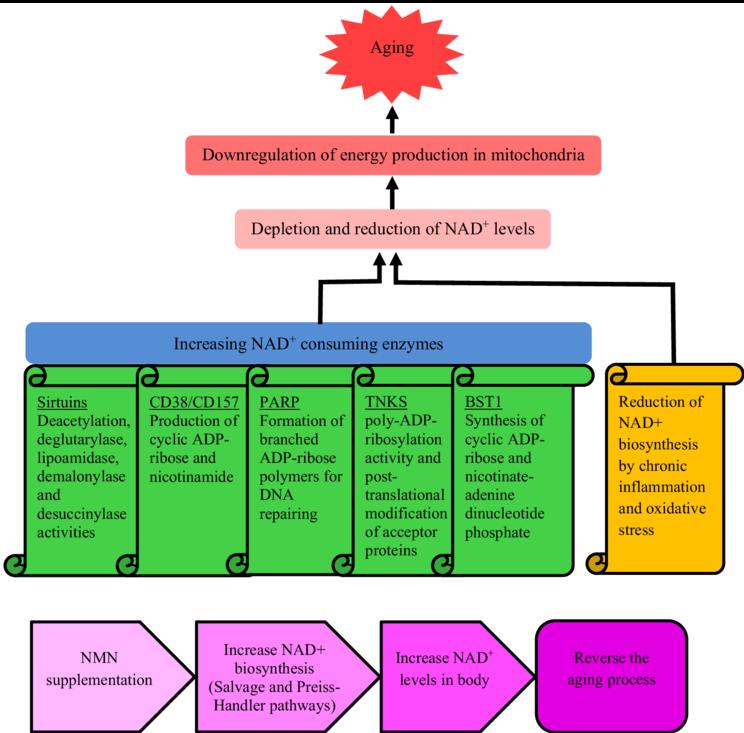 Aging
Downregulation of energy production in mitochondria
Depletion and reduction of NAD⁺ levels
Increasing NAD⁺ consuming enzymes
Sirtuins
Deacetylation,
deglutarylase,
lipoamidase,
demalonylase
and
desuccinylase
activities
CD38/CD157
Production of
cyclic ADP-
ribose and
nicotinamide
PARP
Formation of
branched
ADP-ribose
polymers for
DNA
repairing
TNKS
poly-ADP-
ribosylation
activity and
post-
translational
modification
of acceptor
proteins
BST1
Synthesis of
cyclic ADP-
ribose and
nicotinate-
adenine
dinucleotide
phosphate
Reduction of
NAD+
biosynthesis
by chronic
inflammation
and oxidative
stress
NMN
supplementation
Increase NAD+
biosynthesis
(Salvage and Preiss-
Handler pathways)
Increase NAD⁺
levels in body
Reverse the
aging process